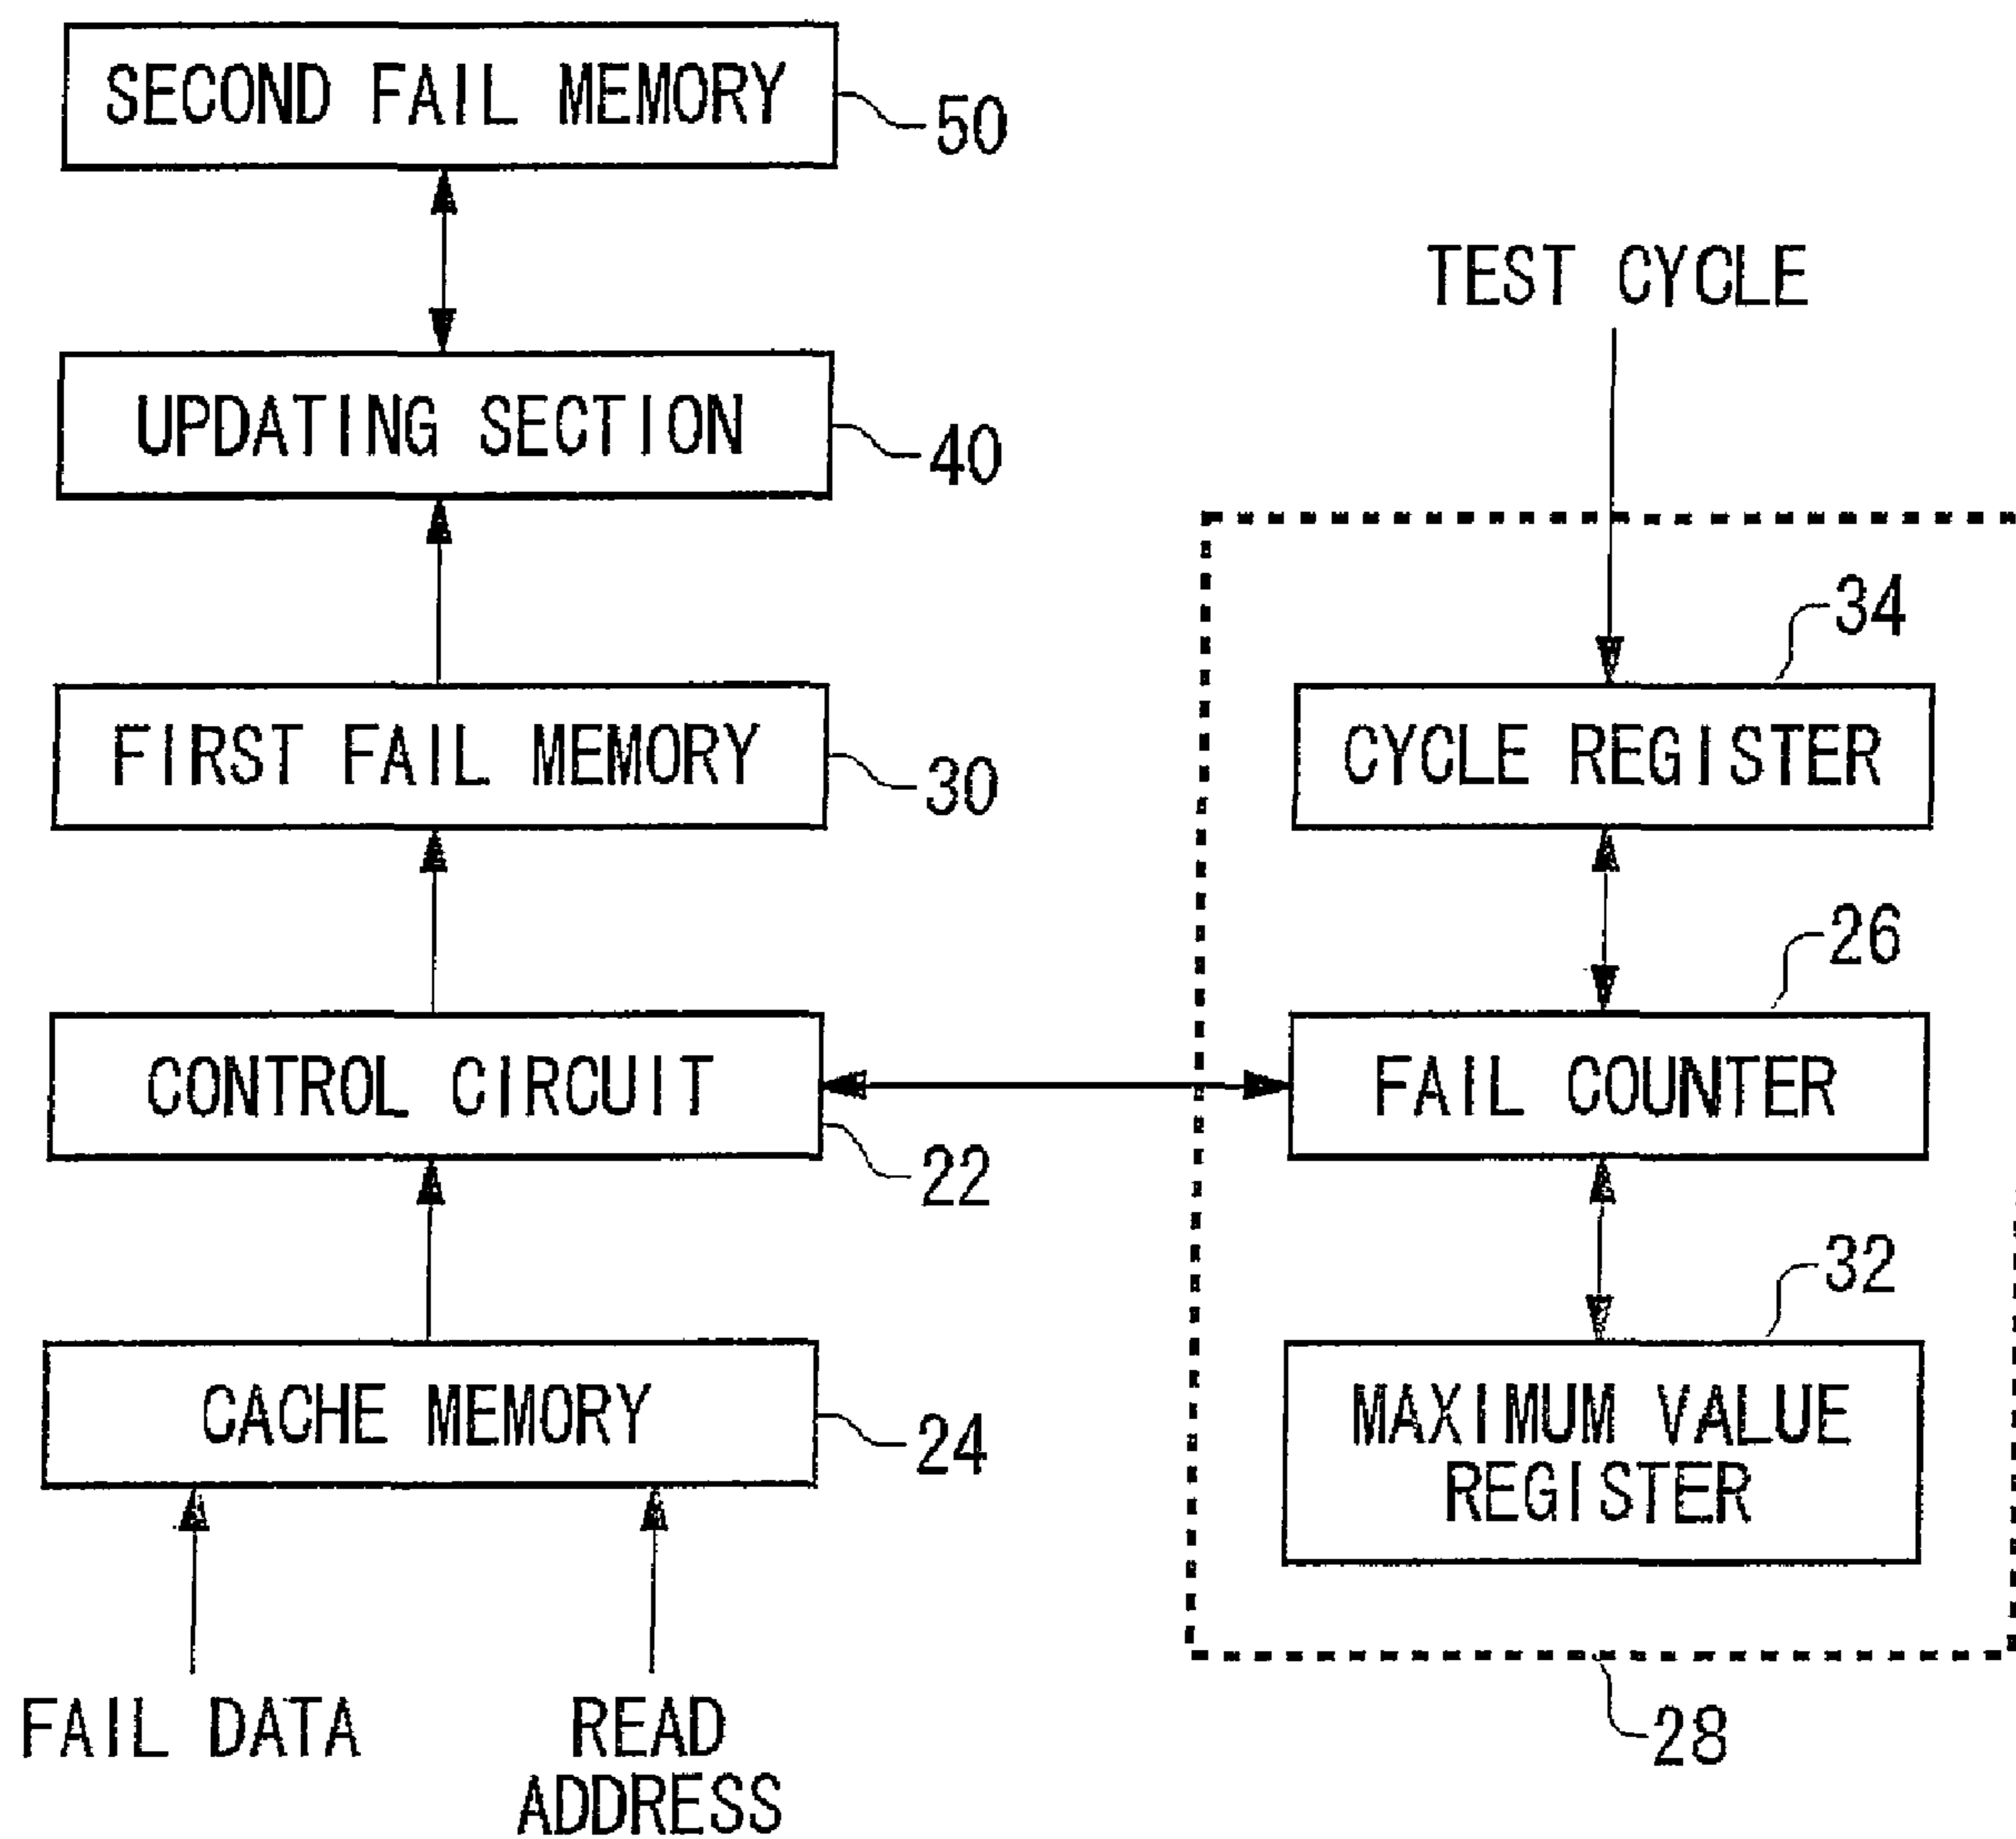 SECOND FAIL MEMORY
50
UPDATING SECTION
40
FIRST FAIL MEMORY
30
CONTROL CIRCUIT
22
CACHE MEMORY
24
FAIL DATA
READ
ADDRESS
TEST CYCLE
34
CYCLE REGISTER
26
FAIL COUNTER
32
MAXIMUM VALUE
REGISTER
28